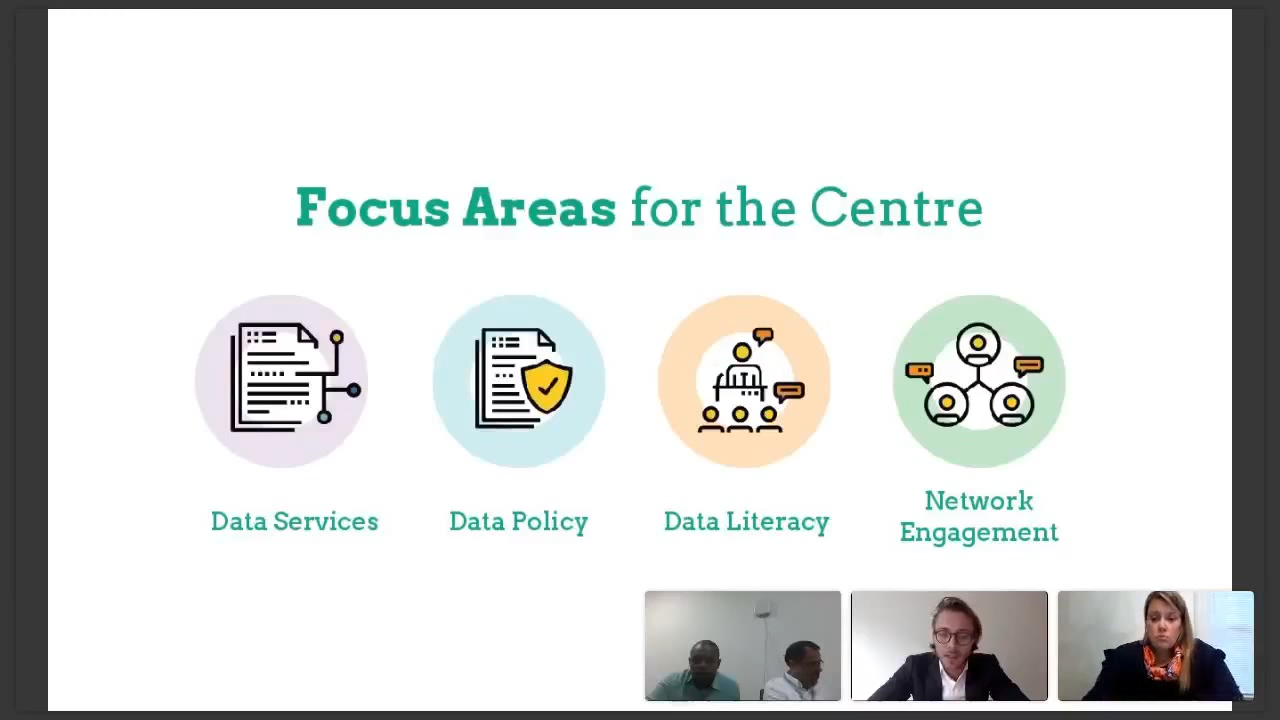 Focus Areas for the Centre
Data Services
Data Policy
Data Literacy
Network
Engagement